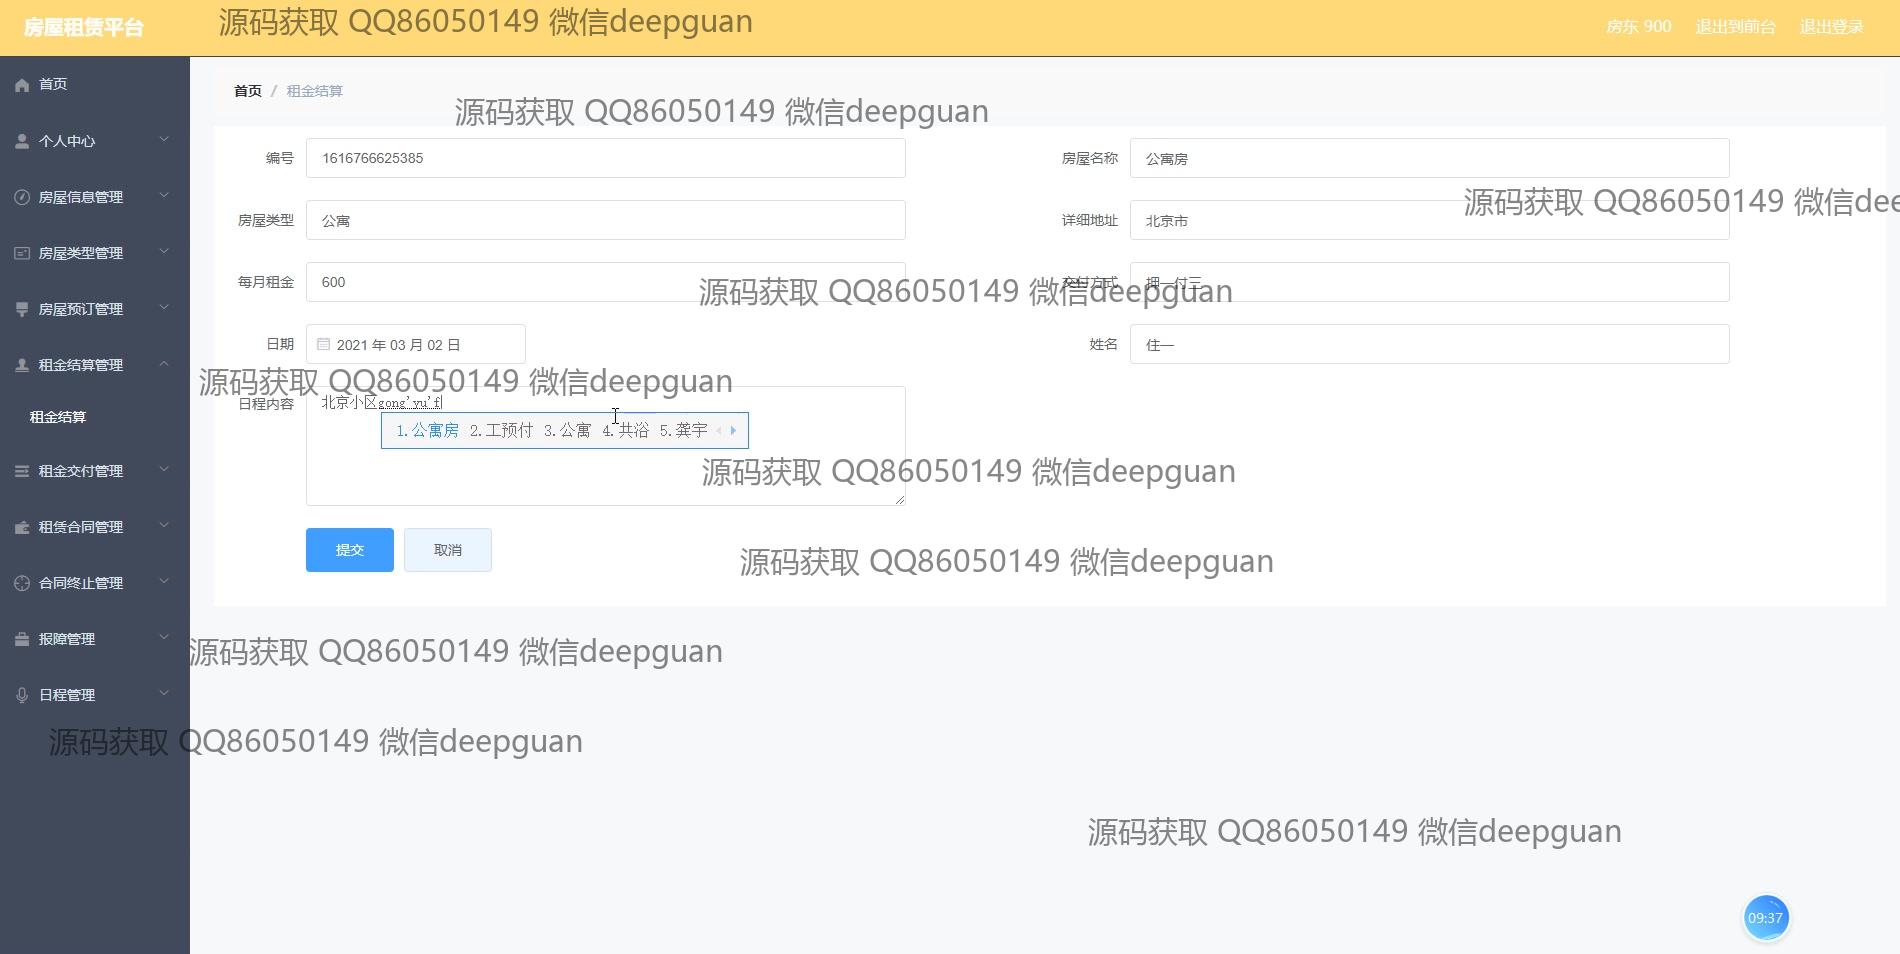 房屋租赁平台
源码获取 QQ86050149 微信deepguan
房东 900 退出到前台 退出登录
首页
个人中心
房屋信息管理
房屋类型管理
房屋预订管理
租金结算管理
租金结算
租金交付管理
租赁合同管理
合同终止管理
报障管理
日程管理
首页 / 租金结算
源码获取 QQ86050149 微信deepguan
编号 1616766625385
房屋名称 公寓房
源码获取 QQ86050149 微信dee
房屋类型 公寓
详细地址 北京市
每月租金 600
交付方式 押一付三
源码获取 QQ86050149 微信deepguan
日期 2021 年 03 月 02 日
姓名 住一
源码获取 QQ86050149 微信deepguan
日程内容 北京小区gong'yu'f
1.公寓房 2.工预付 3.公寓 4.共浴 5.龚宇
源码获取 QQ86050149 微信deepguan
提交 取消
源码获取 QQ86050149 微信deepguan
源码获取 QQ86050149 微信deepguan
源码获取 QQ86050149 微信deepguan
源码获取 QQ86050149 微信deepguan
09:37